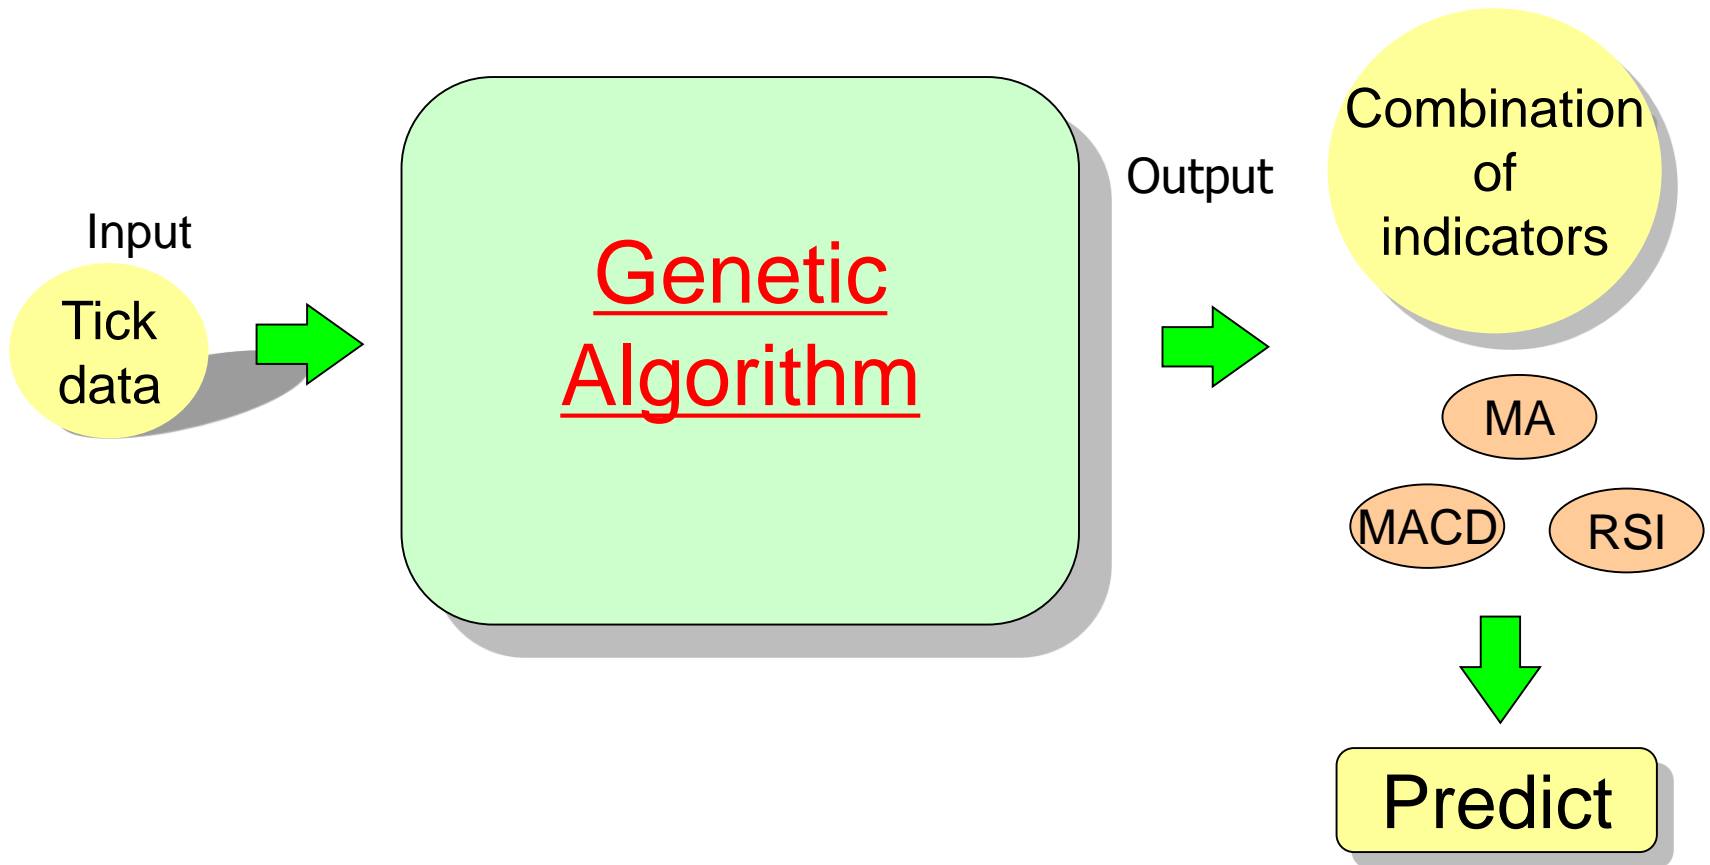 Input
Tick
data
Genetic
Algorithm
Output
Combination
of
indicators
MA
MACD
RSI
Predict